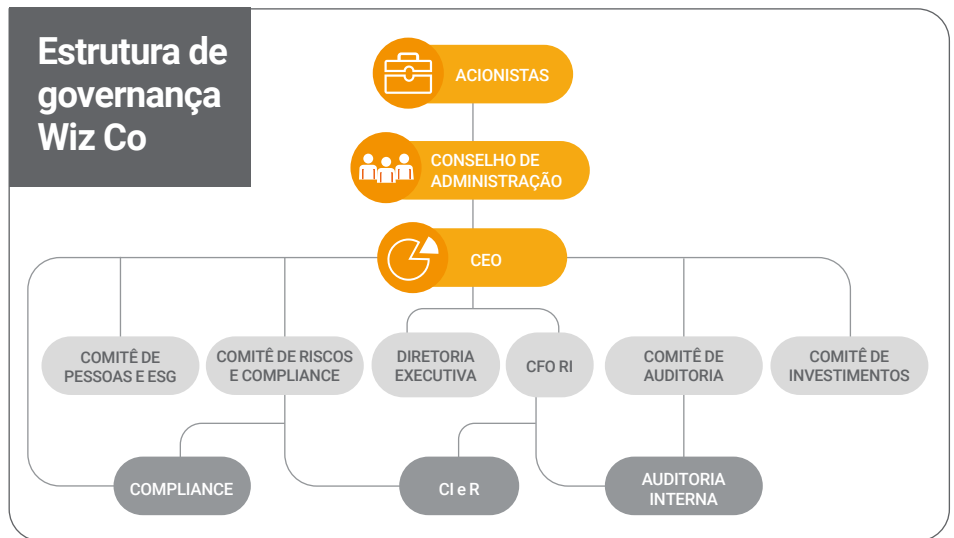 Estrutura de
governança
Wiz Co
ACIONISTAS
CONSELHO DE
ADMINISTRAÇÃO
CEO
COMITÊ DE
PESSOAS E ESG
COMITÊ DE RISCOS
E COMPLIANCE
DIRETORIA
EXECUTIVA
CFO RI
COMITÊ DE
AUDITORIA
COMITÊ DE
INVESTIMENTOS
COMPLIANCE
CI e R
AUDITORIA
INTERNA